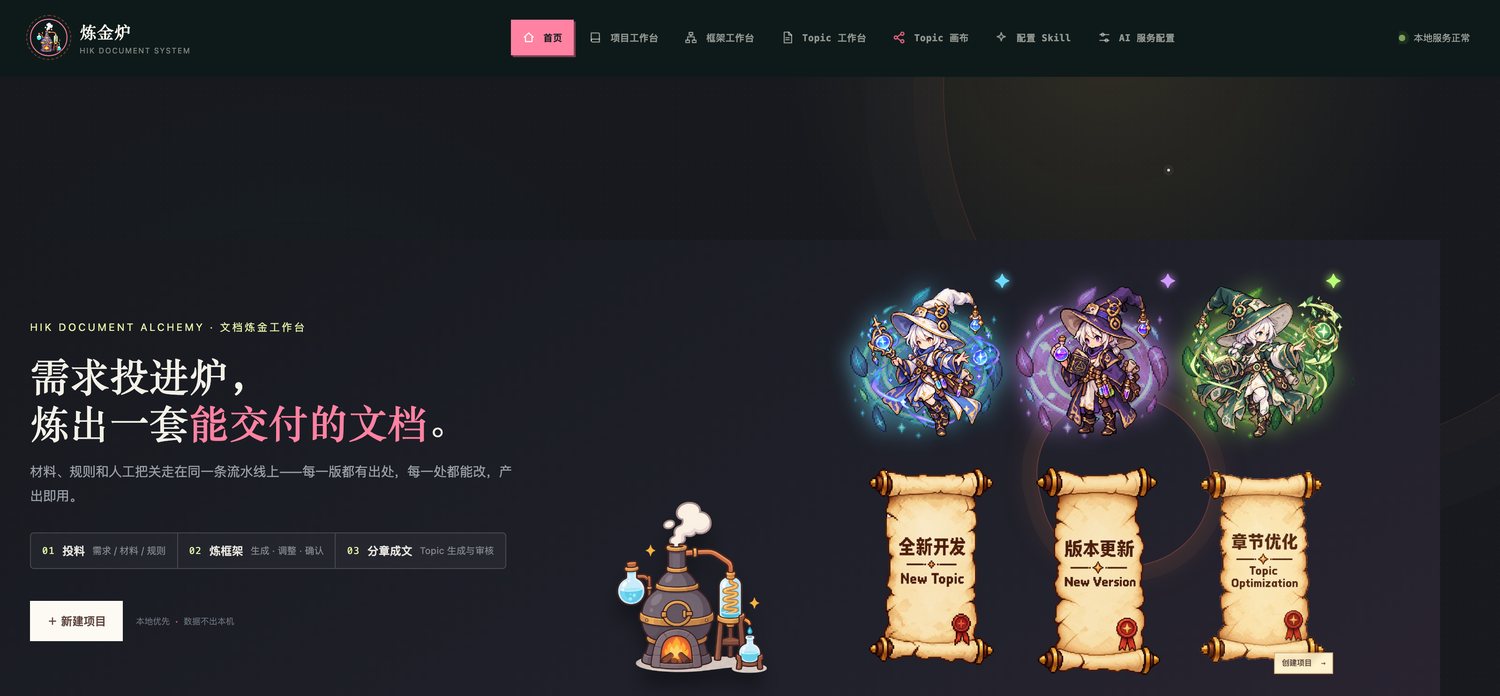 炼金炉
HIK DOCUMENT SYSTEM
首页
项目工作台
框架工作台
Topic 工作台
Topic 画布
配置 Skill
AI 服务配置
本地服务正常
HIK DOCUMENT ALCHEMY · 文档炼金工作台
需求投进炉，
炼出一套能交付的文档。
材料、规则和人工把关走在同一条流水线上——每一版都有出处，每一处都能改，产
出即用。
01 投料 需求 / 材料 / 规则
02 炼框架 生成 · 调整 · 确认
03 分章成文 Topic 生成与审核
+ 新建项目
本地优先 · 数据不出本机
全新开发
New Topic
版本更新
New Version
章节优化
Topic
Optimization
创建项目 →